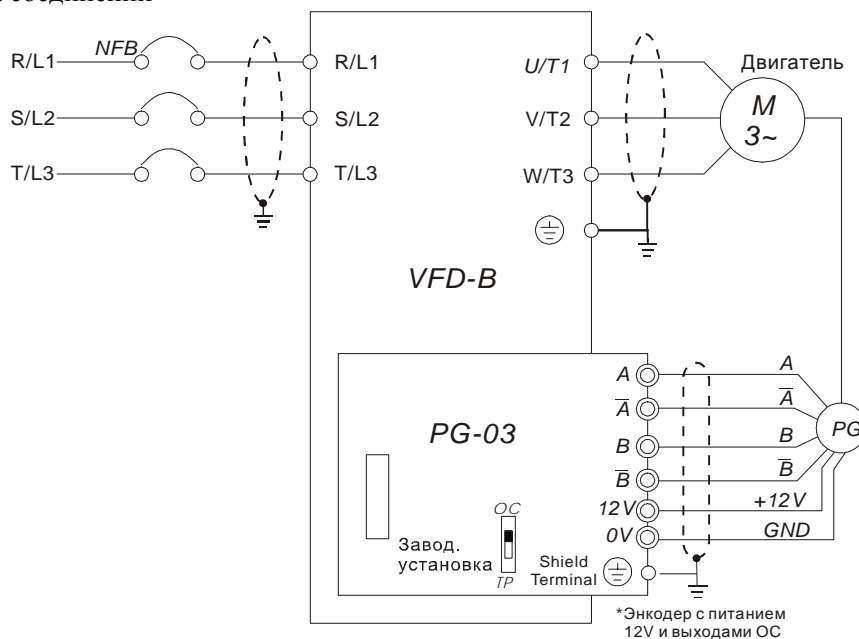 R/L1
NFB
R/L1
U/T1
Двигатель
S/L2
S/L2
V/T2
M
3~
T/L3
T/L3
W/T3
VFD-B
A
A
A̅
A̅
PG-03
B
B
PG
B̅
B̅
OC
12V
+12V
0V
GND
Завод.
установка
TP
Shield
Terminal
*Энкодер с питанием
12V и выходами ОС